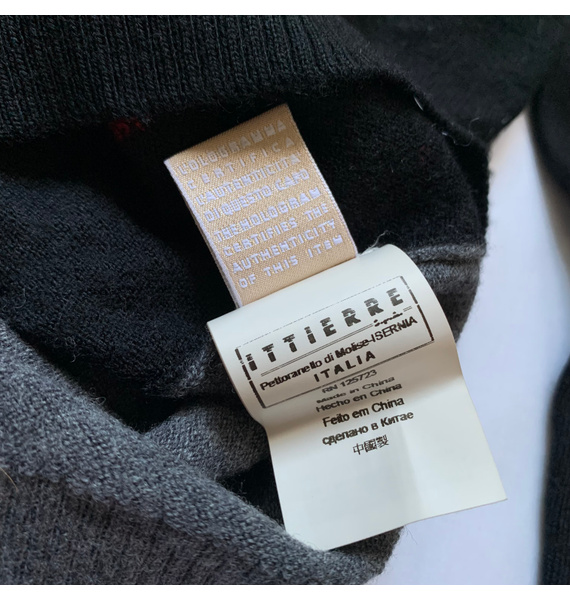 L'OLOGRAMMA
CERTIFICA
L'AUTENTICITÀ
DI QUESTO CAPO
THE HOLOGRAM
CERTIFIES THE
AUTHENTICITY
OF THIS ITEM
ITTIERRE
S.p.A.
Pettoranello di Molise-ISERNIA
ITALIA
RN 125723
Made in China
Hecho en China
Feito em China
сделано в Китае
中國製